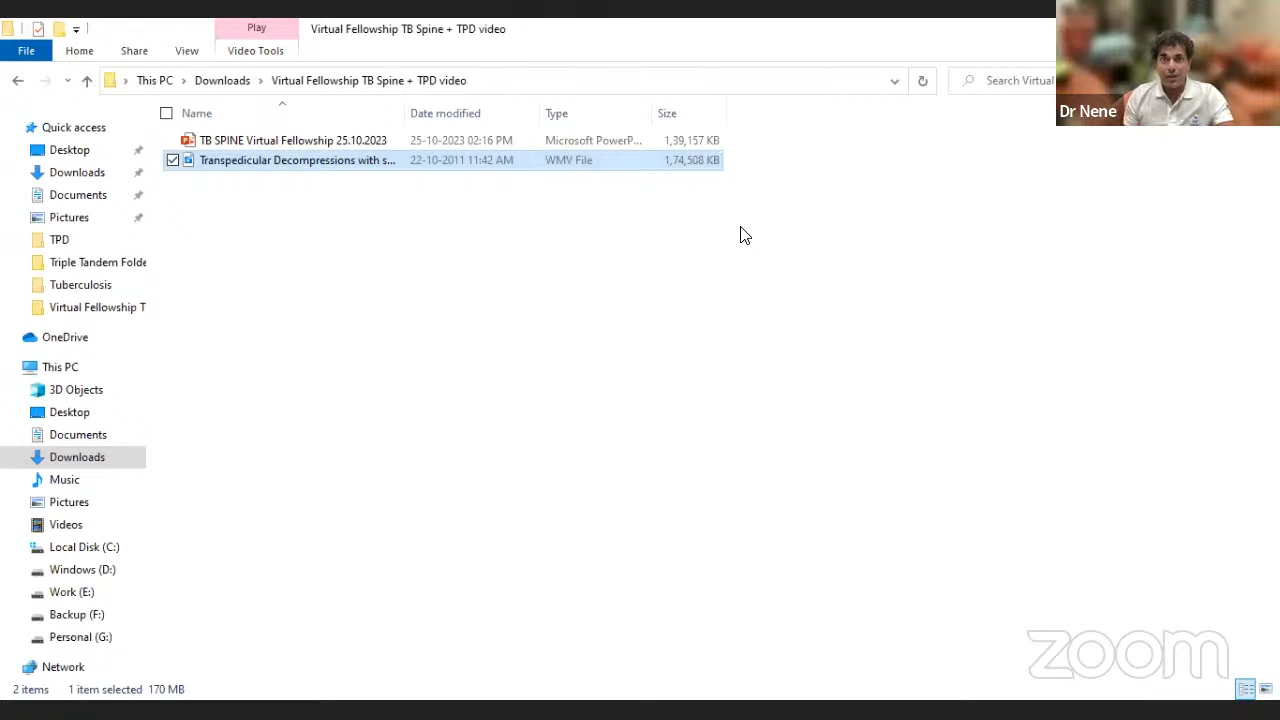 Play
Virtual Fellowship TB Spine + TPD video
File
Home
Share
View
Video Tools
This PC
Downloads
Virtual Fellowship TB Spine + TPD video
Search Virtual
Dr Nene
Name
Date modified
Type
Size
TB SPINE Virtual Fellowship 25.10.2023
25-10-2023 02:16 PM
Microsoft PowerP...
1,39,157 KB
Transpedicular Decompressions with s...
22-10-2011 11:42 AM
WMV File
1,74,508 KB
Quick access
Desktop
Downloads
Documents
Pictures
TPD
Triple Tandem Folde
Tuberculosis
Virtual Fellowship T
OneDrive
This PC
3D Objects
Desktop
Documents
Downloads
Music
Pictures
Videos
Local Disk (C:)
Windows (D:)
Work (E:)
Backup (F:)
Personal (G:)
Network
2 items
1 item selected 170 MB
zoom